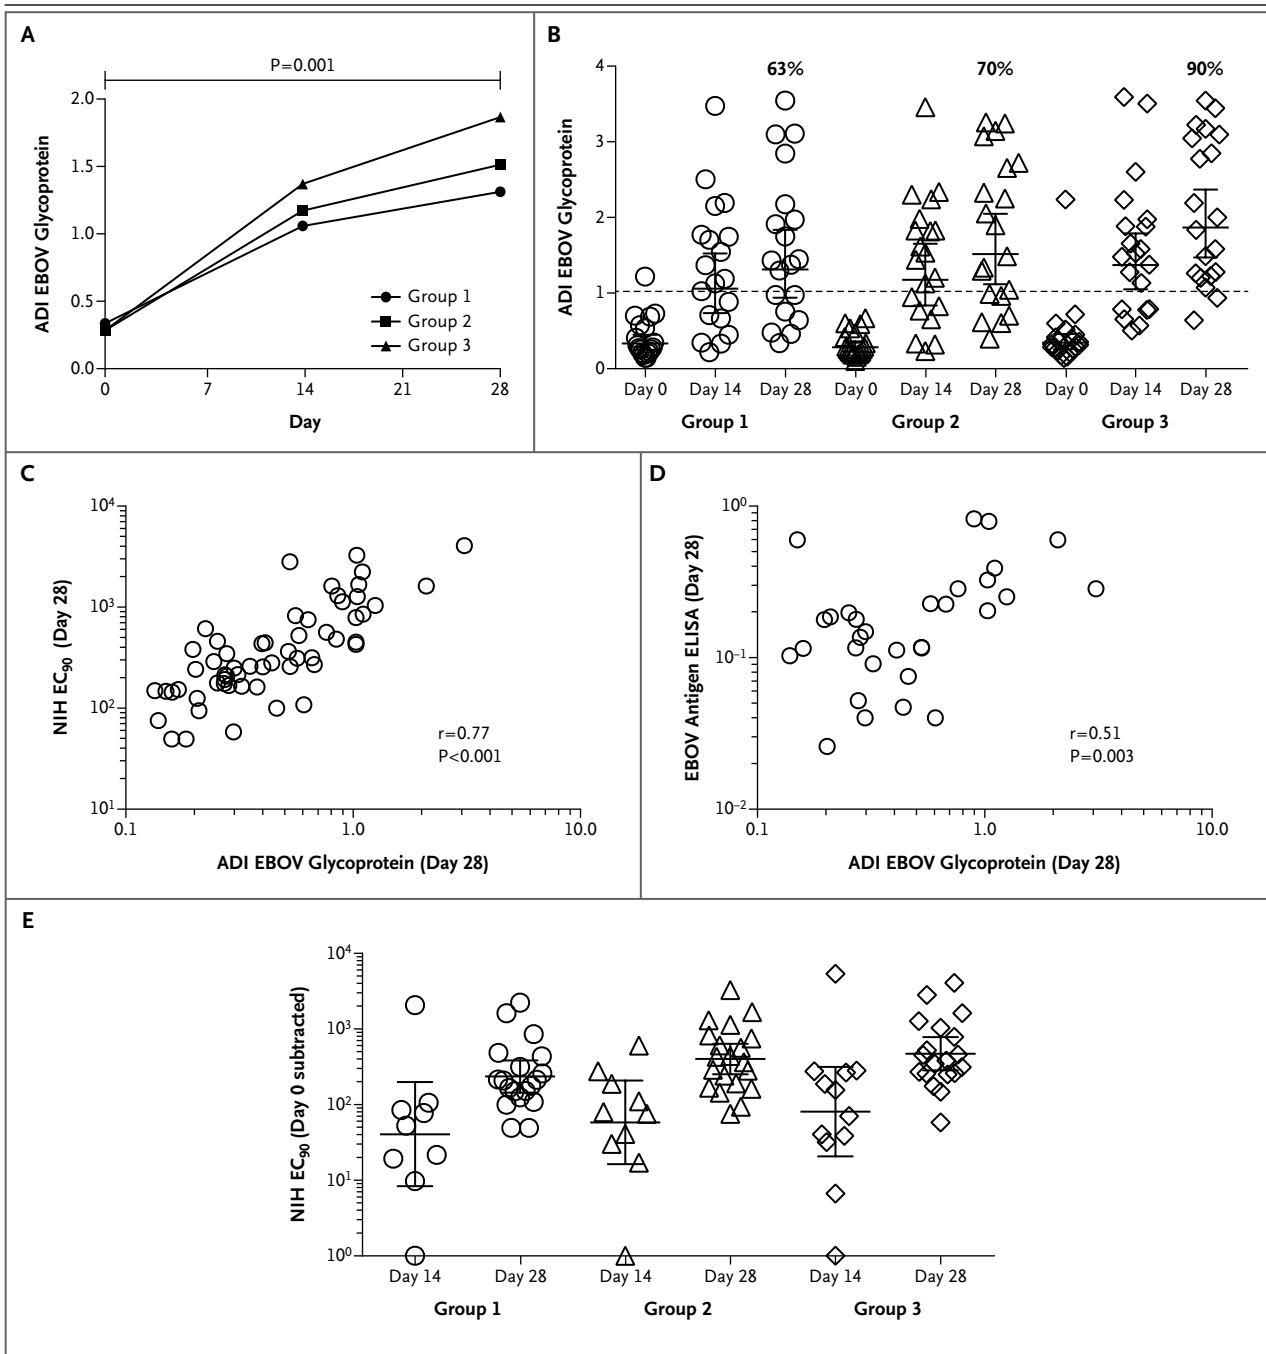 A
P=0.001
ADI EBOV Glycoprotein
2.0
1.5
1.0
0.5
0.0
Group 1
Group 2
Group 3
0 7 14 21 28
Day
B
63% 70% 90%
ADI EBOV Glycoprotein
4
3
2
1
0
Day 0 Day 14 Day 28 Day 0 Day 14 Day 28 Day 0 Day 14 Day 28
Group 1 Group 2 Group 3
C
NIH EC90 (Day 28)
10⁴
10³
10²
10¹
r=0.77
P<0.001
0.1 1.0 10.0
ADI EBOV Glycoprotein (Day 28)
D
EBOV Antigen ELISA (Day 28)
10⁰
10⁻¹
10⁻²
r=0.51
P=0.003
0.1 1.0 10.0
ADI EBOV Glycoprotein (Day 28)
E
NIH EC90 (Day 0 subtracted)
10⁴
10³
10²
10¹
10⁰
Day 14 Day 28 Day 14 Day 28 Day 14 Day 28
Group 1 Group 2 Group 3